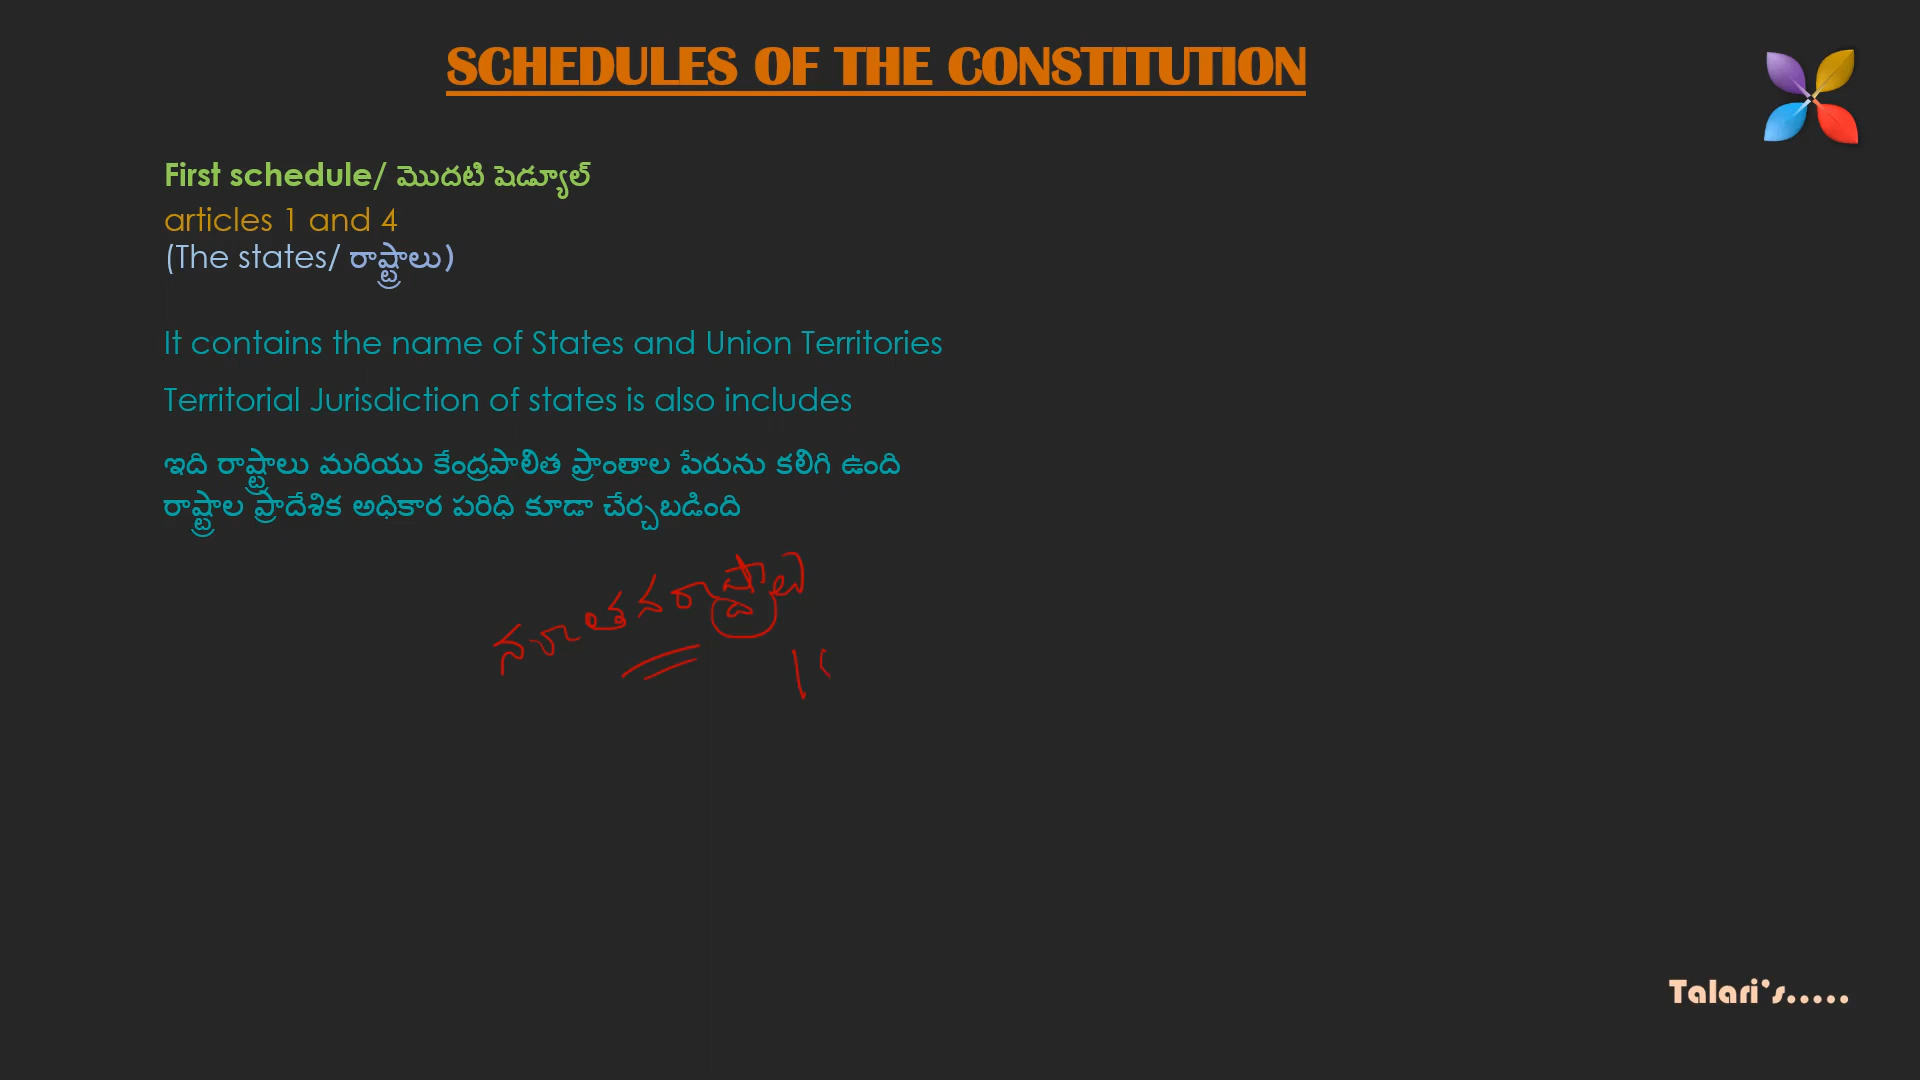 SCHEDULES OF THE CONSTITUTION
First schedule/ మొదటి షెడ్యూల్
articles 1 and 4
(The states/ రాష్ట్రాలు)
It contains the name of States and Union Territories
Territorial Jurisdiction of states is also includes
ఇది రాష్ట్రాలు మరియు కేంద్రపాలిత ప్రాంతాల పేరును కలిగి ఉంది
రాష్ట్రాల ప్రాదేశిక అధికార పరిధి కూడా చేర్చబడింది
నూతన రాష్ట్రాల
Talari's.....